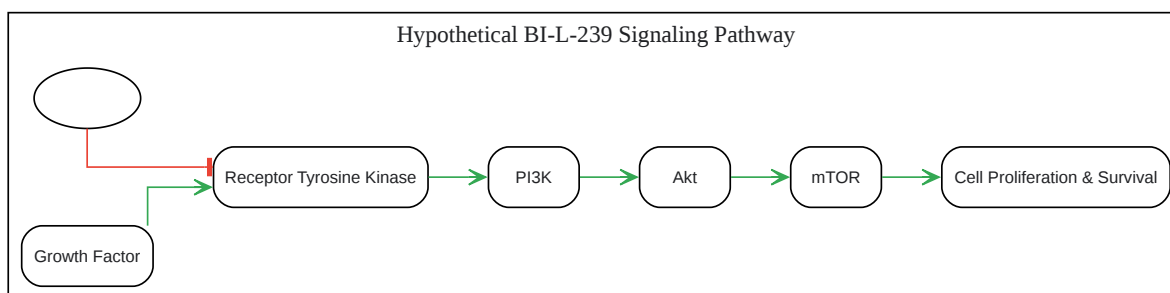 Hypothetical BI-L-239 Signaling Pathway
Receptor Tyrosine Kinase
PI3K
Akt
mTOR
Cell Proliferation & Survival
Growth Factor